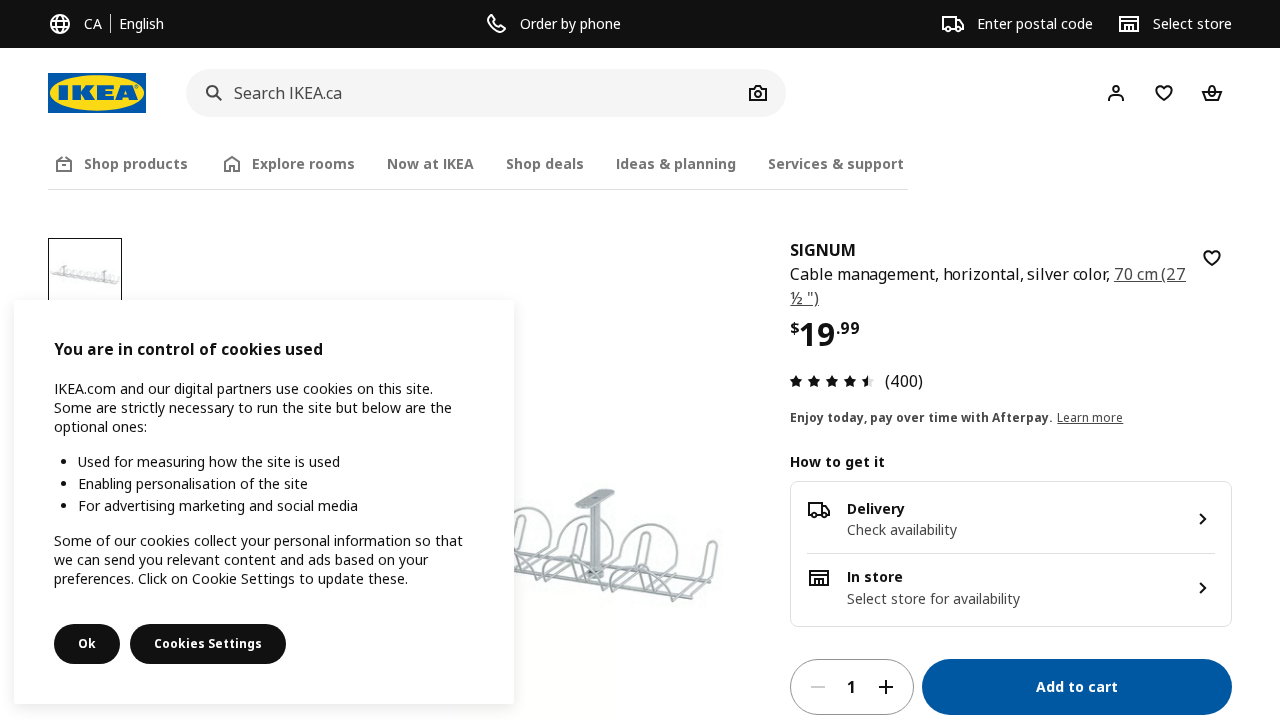 CA
English
Order by phone
Enter postal code
Select store
IKEA
Search IKEA.ca
Shop products
Explore rooms
Now at IKEA
Shop deals
Ideas & planning
Services & support
SIGNUM
Cable management, horizontal, silver color, 70 cm (27
½ ")
$19.99
(400)
Enjoy today, pay over time with Afterpay. Learn more
How to get it
Delivery
Check availability
In store
Select store for availability
1
Add to cart
You are in control of cookies used
IKEA.com and our digital partners use cookies on this site.
Some are strictly necessary to run the site but below are the
optional ones:
Used for measuring how the site is used
Enabling personalisation of the site
For advertising marketing and social media
Some of our cookies collect your personal information so that
we can send you relevant content and ads based on your
preferences. Click on Cookie Settings to update these.
Ok
Cookies Settings